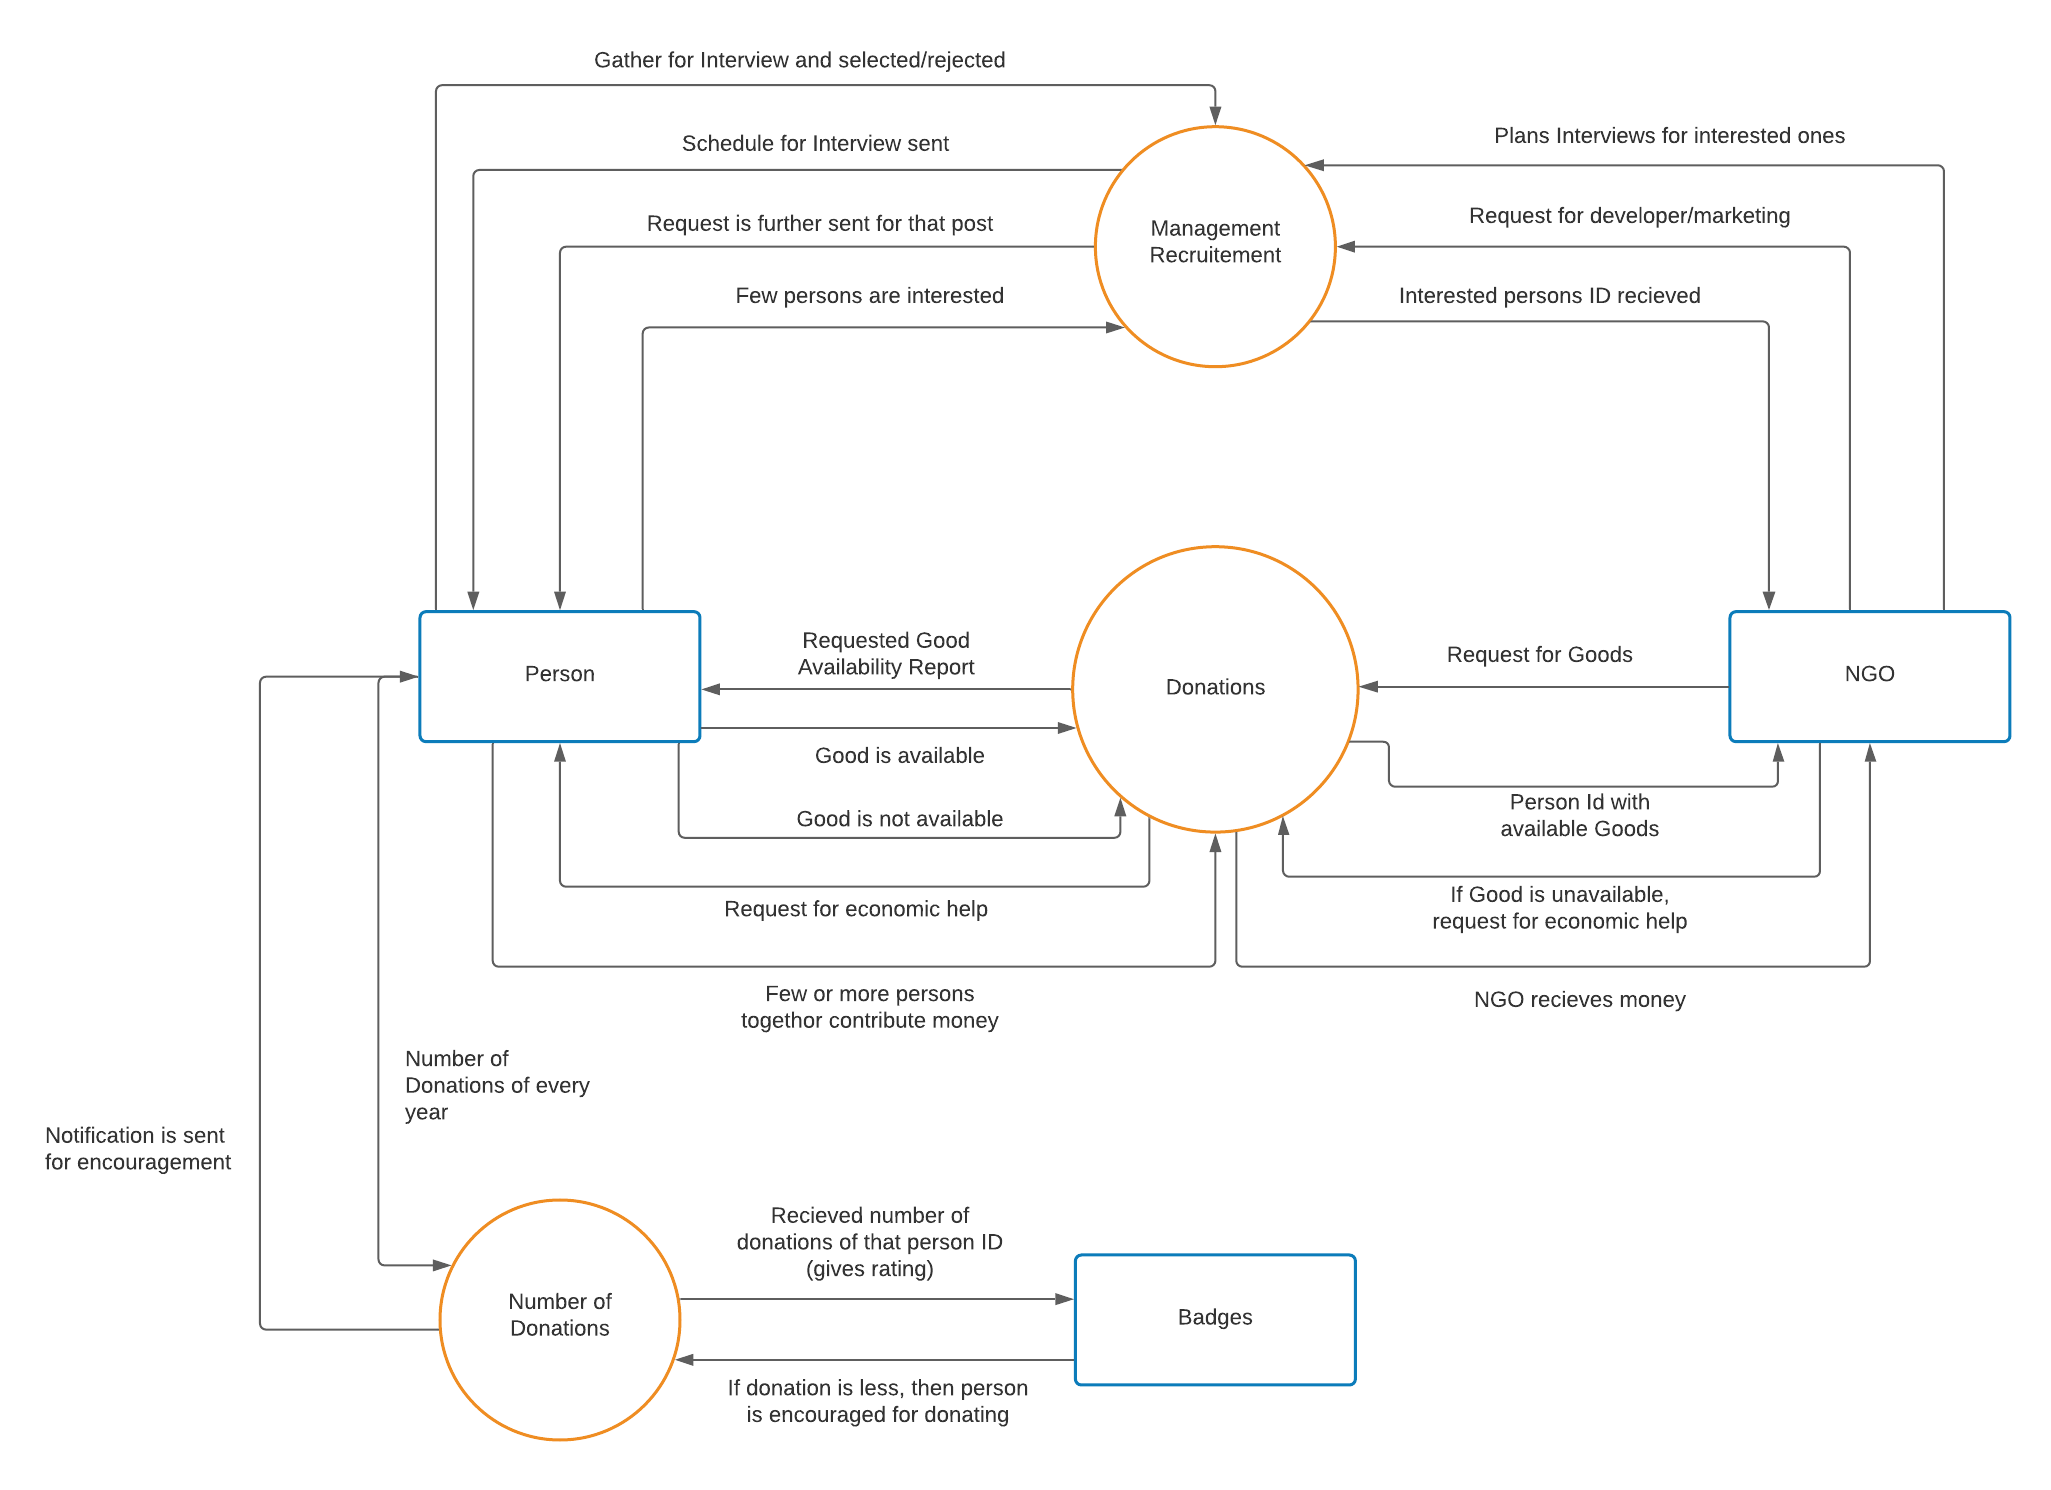 Gather for Interview and selected/rejected
Schedule for Interview sent
Plans Interviews for interested ones
Request is further sent for that post
Request for developer/marketing
Management
Recruitement
Few persons are interested
Interested persons ID recieved
Person
Requested Good
Availability Report
Donations
Request for Goods
NGO
Good is available
Good is not available
Person Id with
available Goods
Request for economic help
If Good is unavailable,
request for economic help
Few or more persons
togethor contribute money
NGO recieves money
Number of
Donations of every
year
Notification is sent
for encouragement
Recieved number of
donations of that person ID
(gives rating)
Number of
Donations
Badges
If donation is less, then person
is encouraged for donating